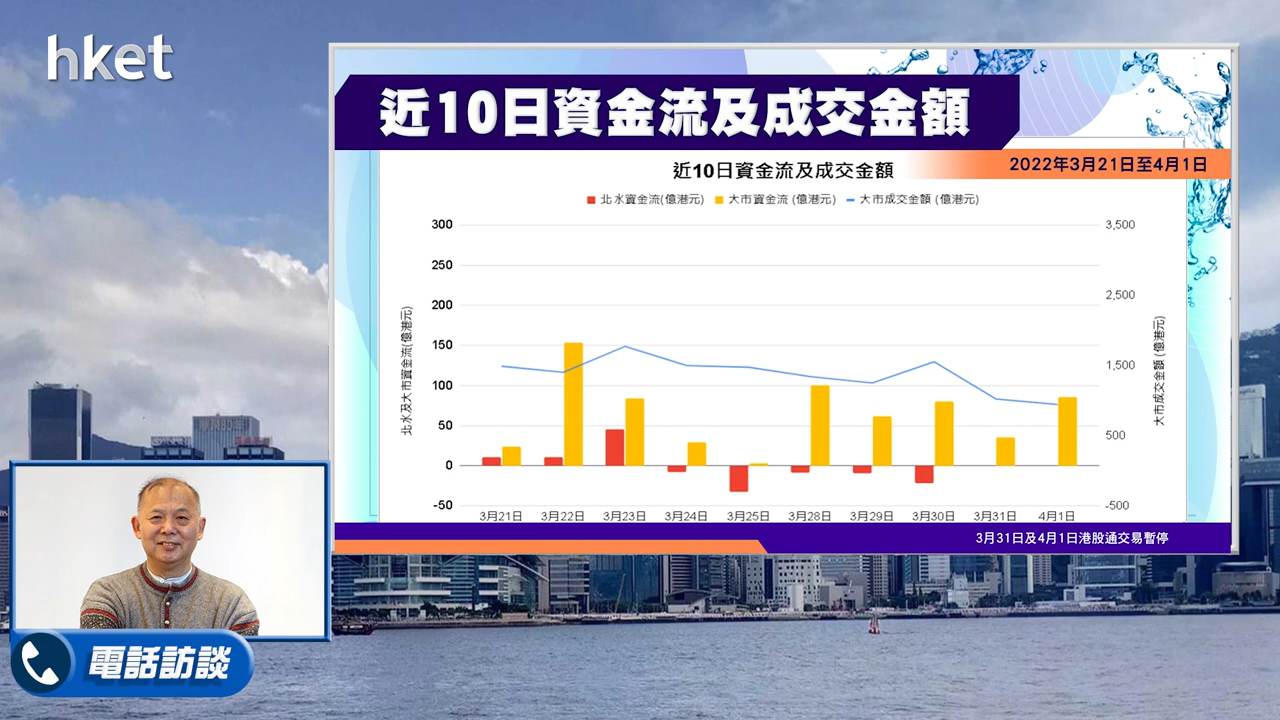 hket
近10日資金流及成交金額
2022年3月21日至4月1日
近10日資金流及成交金額
北水資金流(億港元) 大市資金流 (億港元) 大市成交金額 (億港元)
北水及大市資金流(億港元)
300
250
200
150
100
50
0
-50
3,500
2,500
1,500
500
-500
大市成交金額 (億港元)
3月21日 3月22日 3月23日 3月24日 3月25日 3月28日 3月29日 3月30日 3月31日 4月1日
3月31日及4月1日港股通交易暫停
電話訪談